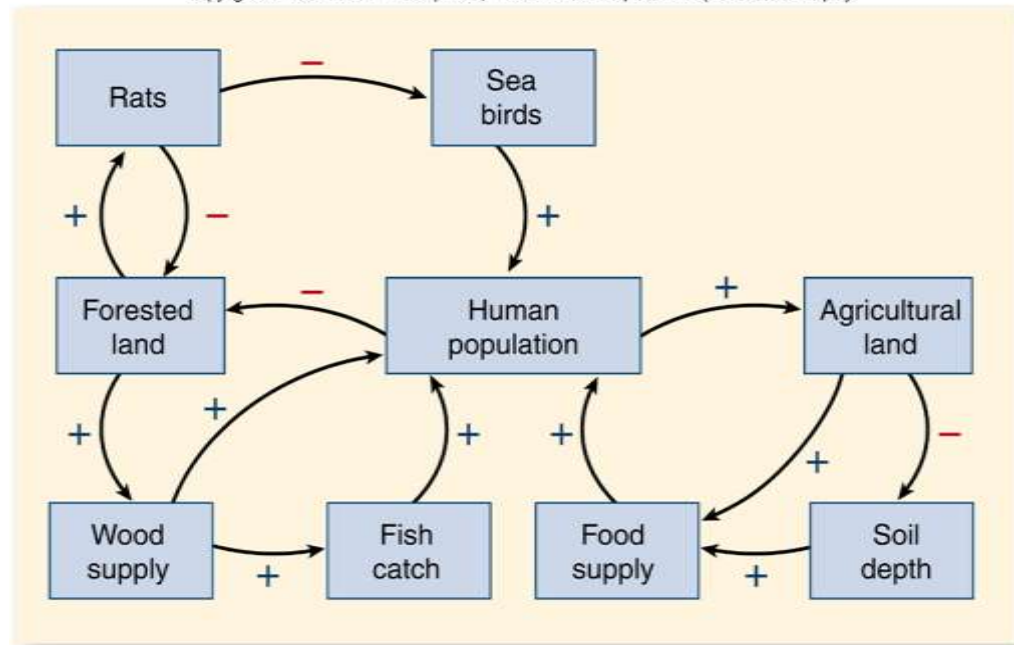 −
Rats
Sea
birds
+
−
+
Forested
land
−
Human
population
+
Agricultural
land
+
+
+
+
+
−
Wood
supply
+
Fish
catch
Food
supply
+
Soil
depth